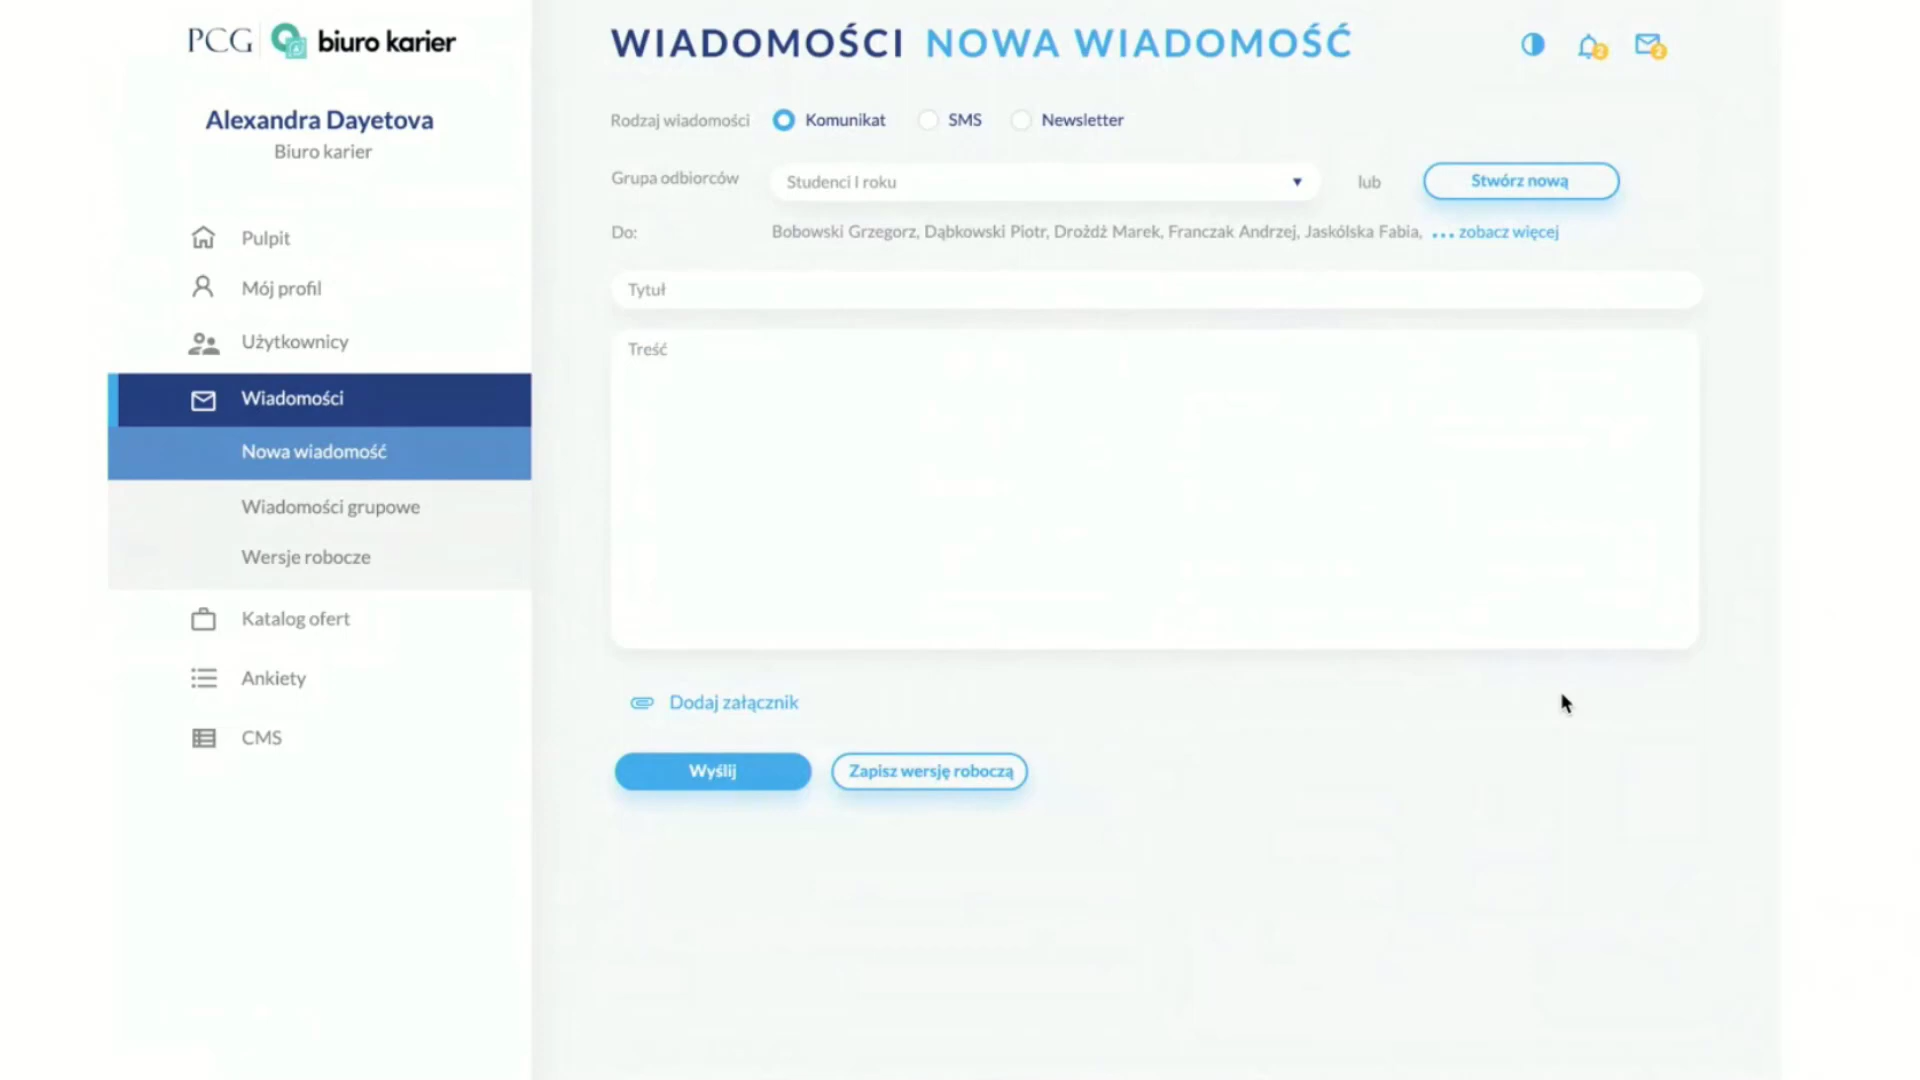 PCG biuro karier
Alexandra Dayetova
Biuro karier
Pulpit
Mój profil
Użytkownicy
Wiadomości
Nowa wiadomość
Wiadomości grupowe
Wersje robocze
Katalog ofert
Ankiety
CMS
WIADOMOŚCI NOWA WIADOMOŚĆ
2 2
Rodzaj wiadomości Komunikat SMS Newsletter
Grupa odbiorców Studenci I roku lub Stwórz nową
Do: Bobowski Grzegorz, Dąbkowski Piotr, Drożdż Marek, Franczak Andrzej, Jaskólska Fabia, ... zobacz więcej
Tytuł
Treść
Dodaj załącznik
Wyślij Zapisz wersję roboczą